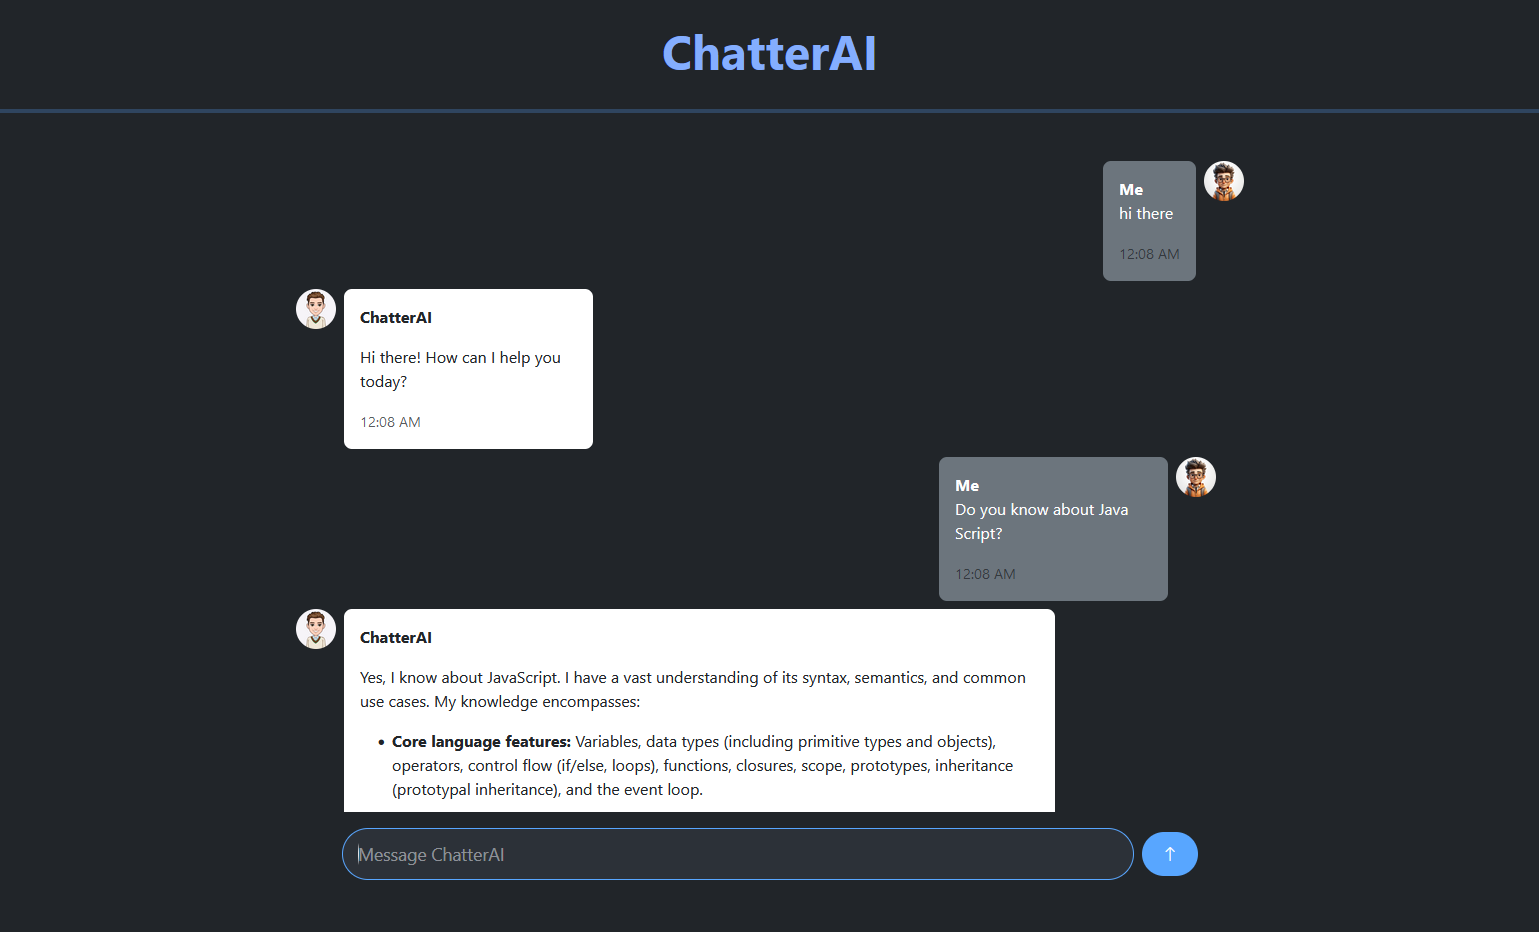 ChatterAI
Me
hi there
12:08 AM
ChatterAI
Hi there! How can I help you
today?
12:08 AM
Me
Do you know about Java
Script?
12:08 AM
ChatterAI
Yes, I know about JavaScript. I have a vast understanding of its syntax, semantics, and common
use cases. My knowledge encompasses:
• Core language features: Variables, data types (including primitive types and objects),
operators, control flow (if/else, loops), functions, closures, scope, prototypes, inheritance
(prototypal inheritance), and the event loop.
Message ChatterAI